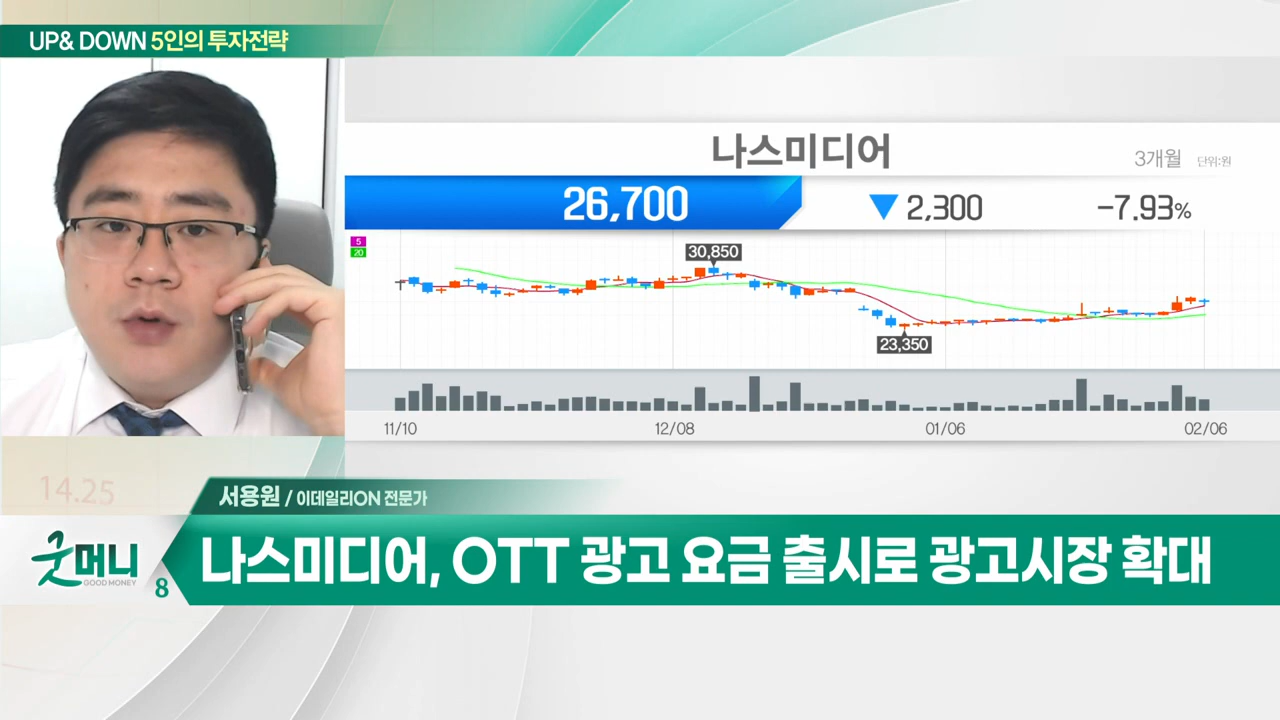 UP& DOWN 5인의 투자전략
나스미디어
3개월 단위:원
26,700 ▼ 2,300 -7.93%
5
20
30,850
23,350
11/10 12/08 01/06 02/06
14.25
서용원 / 이데일리ON 전문가
굿머니
GOOD MONEY
8
나스미디어, OTT 광고 요금 출시로 광고시장 확대